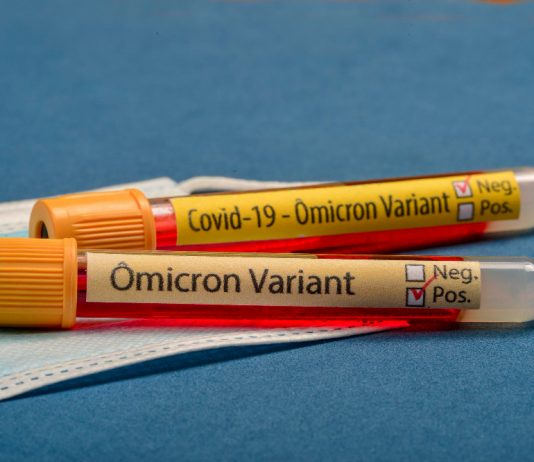 Covid-19 - Ômicron Variant
Neg.
Pos.
Ômicron Variant
Neg.
Pos.